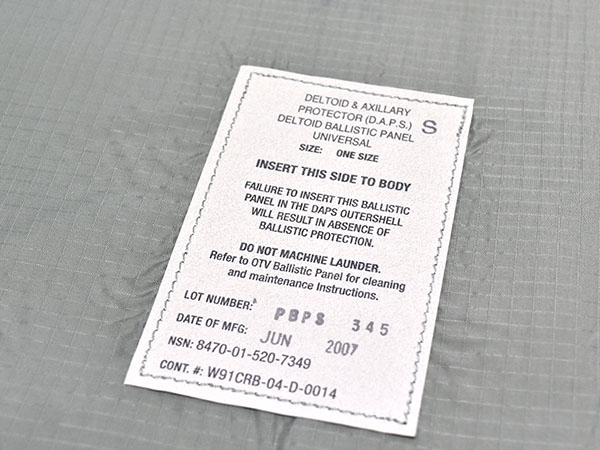 DELTOID & AXILLARY
PROTECTOR (D.A.P.S.) S
DELTOID BALLISTIC PANEL
UNIVERSAL
SIZE: ONE SIZE
INSERT THIS SIDE TO BODY
FAILURE TO INSERT THIS BALLISTIC
PANEL IN THE DAPS OUTERSHELL
WILL RESULT IN ABSENCE OF
BALLISTIC PROTECTION.
DO NOT MACHINE LAUNDER.
Refer to OTV Ballistic Panel for cleaning
and maintenance Instructions.
LOT NUMBER: PBPS 345
DATE OF MFG: JUN 2007
NSN: 8470-01-520-7349
CONT. #: W91CRB-04-D-0014